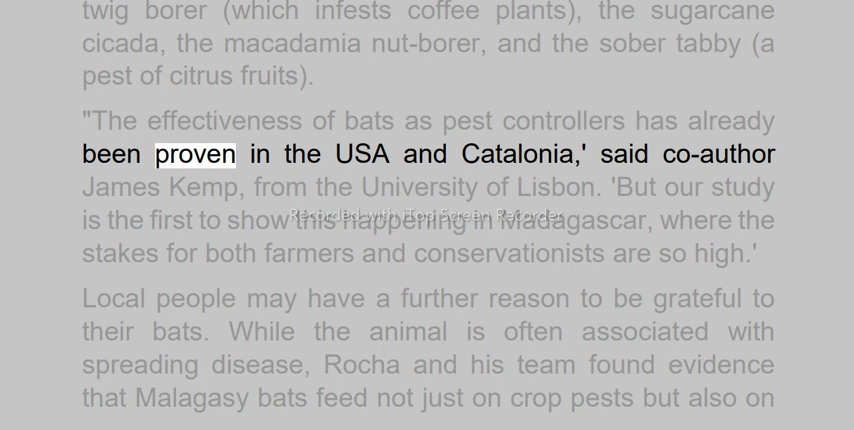 twig borer (which infests coffee plants), the sugarcane
cicada, the macadamia nut-borer, and the sober tabby (a
pest of citrus fruits).
"The effectiveness of bats as pest controllers has already
been proven in the USA and Catalonia,' said co-author
James Kemp, from the University of Lisbon. 'But our study
is the first to show this happening in Madagascar, where the
Recorded with iTop Screen Recorder
stakes for both farmers and conservationists are so high.'
Local people may have a further reason to be grateful to
their bats. While the animal is often associated with
spreading disease, Rocha and his team found evidence
that Malagasy bats feed not just on crop pests but also on